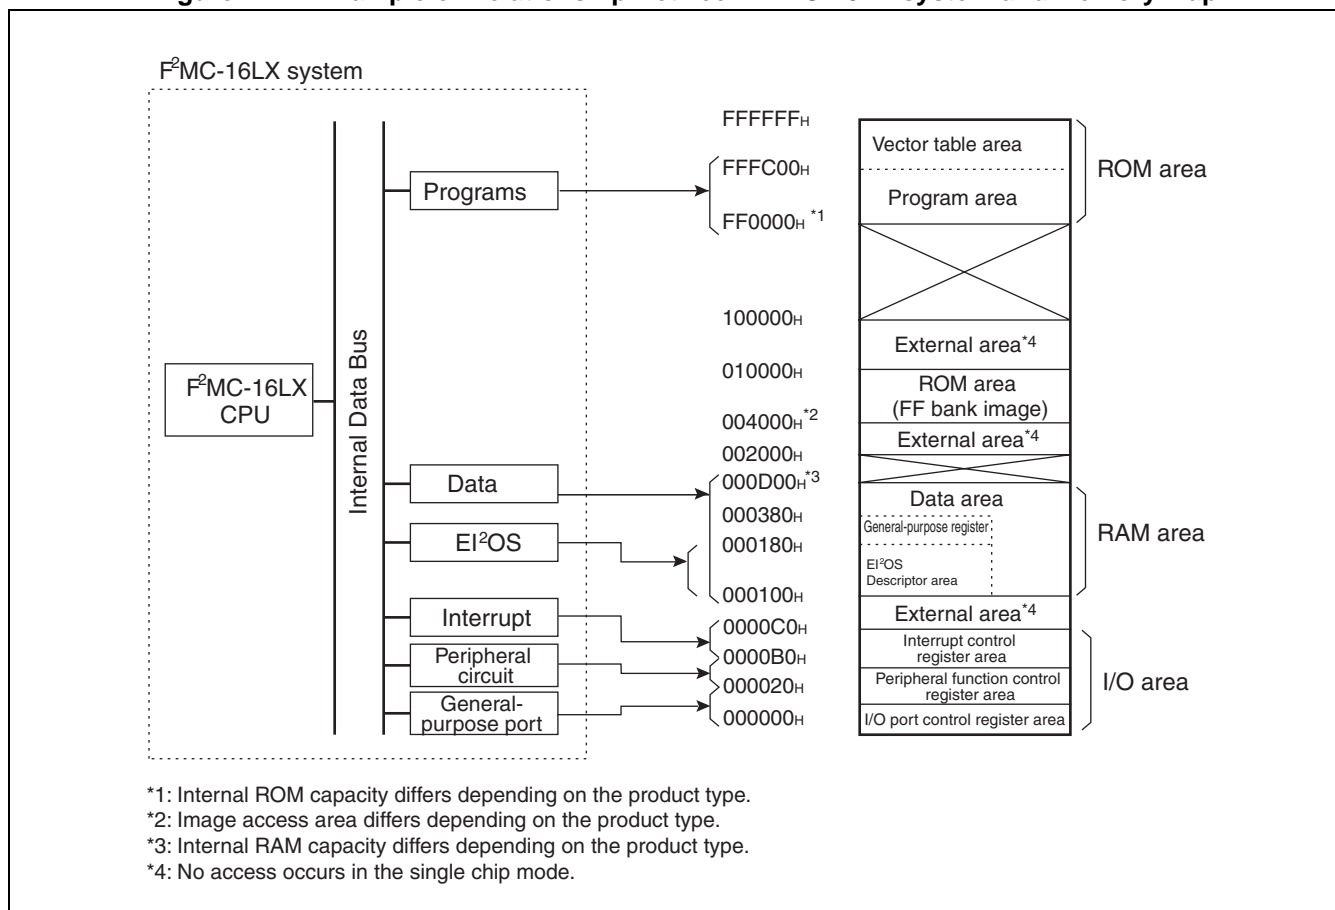 F²MC-16LX system
FFFFFFH
FFFC00H
FF0000H *1
100000H
010000H
004000H*2
002000H
000D00H*3
000380H
000180H
000100H
0000C0H
0000B0H
000020H
000000H
Programs
Internal Data Bus
F²MC-16LX
CPU
Data
EI²OS
Interrupt
Peripheral
circuit
General-
purpose port
Vector table area
Program area
ROM area
External area*4
ROM area
(FF bank image)
External area*4
Data area
General-purpose register
EI²OS
Descriptor area
RAM area
External area*4
Interrupt control
register area
Peripheral function control
register area
I/O port control register area
I/O area
*1: Internal ROM capacity differs depending on the product type.
*2: Image access area differs depending on the product type.
*3: Internal RAM capacity differs depending on the product type.
*4: No access occurs in the single chip mode.